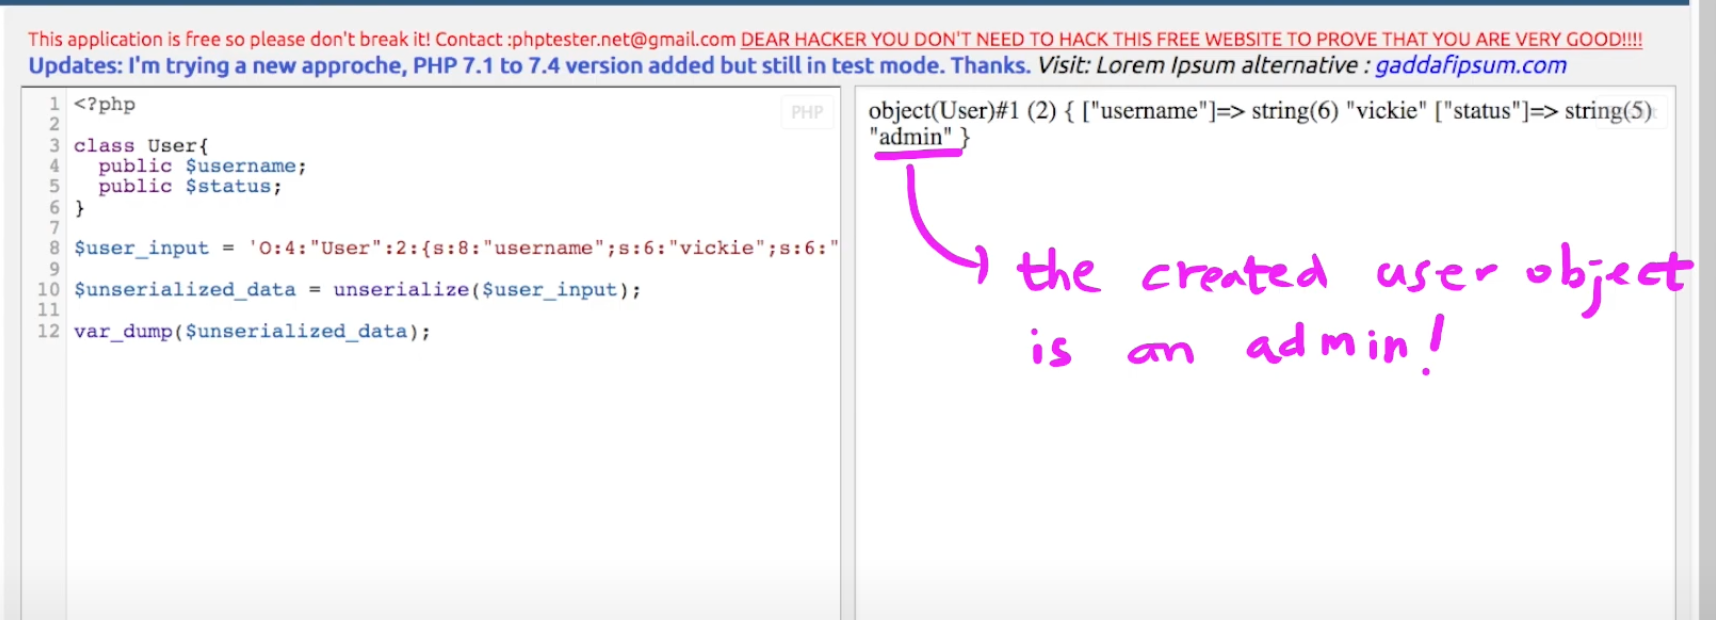 This application is free so please don't break it! Contact :phptester.net@gmail.com DEAR HACKER YOU DON'T NEED TO HACK THIS FREE WEBSITE TO PROVE THAT YOU ARE VERY GOOD!!!!
Updates: I'm trying a new approche, PHP 7.1 to 7.4 version added but still in test mode. Thanks. Visit: Lorem Ipsum alternative : gaddafipsum.com
1 <?php
2
3 class User{
4 public $username;
5 public $status;
6 }
7
8 $user_input = 'O:4:"User":2:{s:8:"username";s:6:"vickie";s:6:"
9
10 $unserialized_data = unserialize($user_input);
11
12 var_dump($unserialized_data);
PHP
object(User)#1 (2) { ["username"]=> string(6) "vickie" ["status"]=> string(5)
"admin" }
the created user object
is an admin!